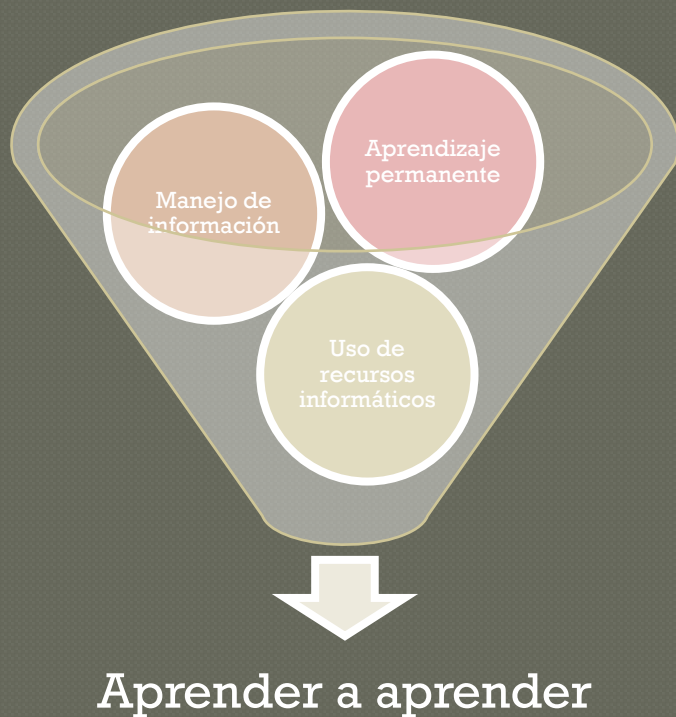 Aprendizaje
permanente
Manejo de
información
Uso de
recursos
informáticos
Aprender a aprender